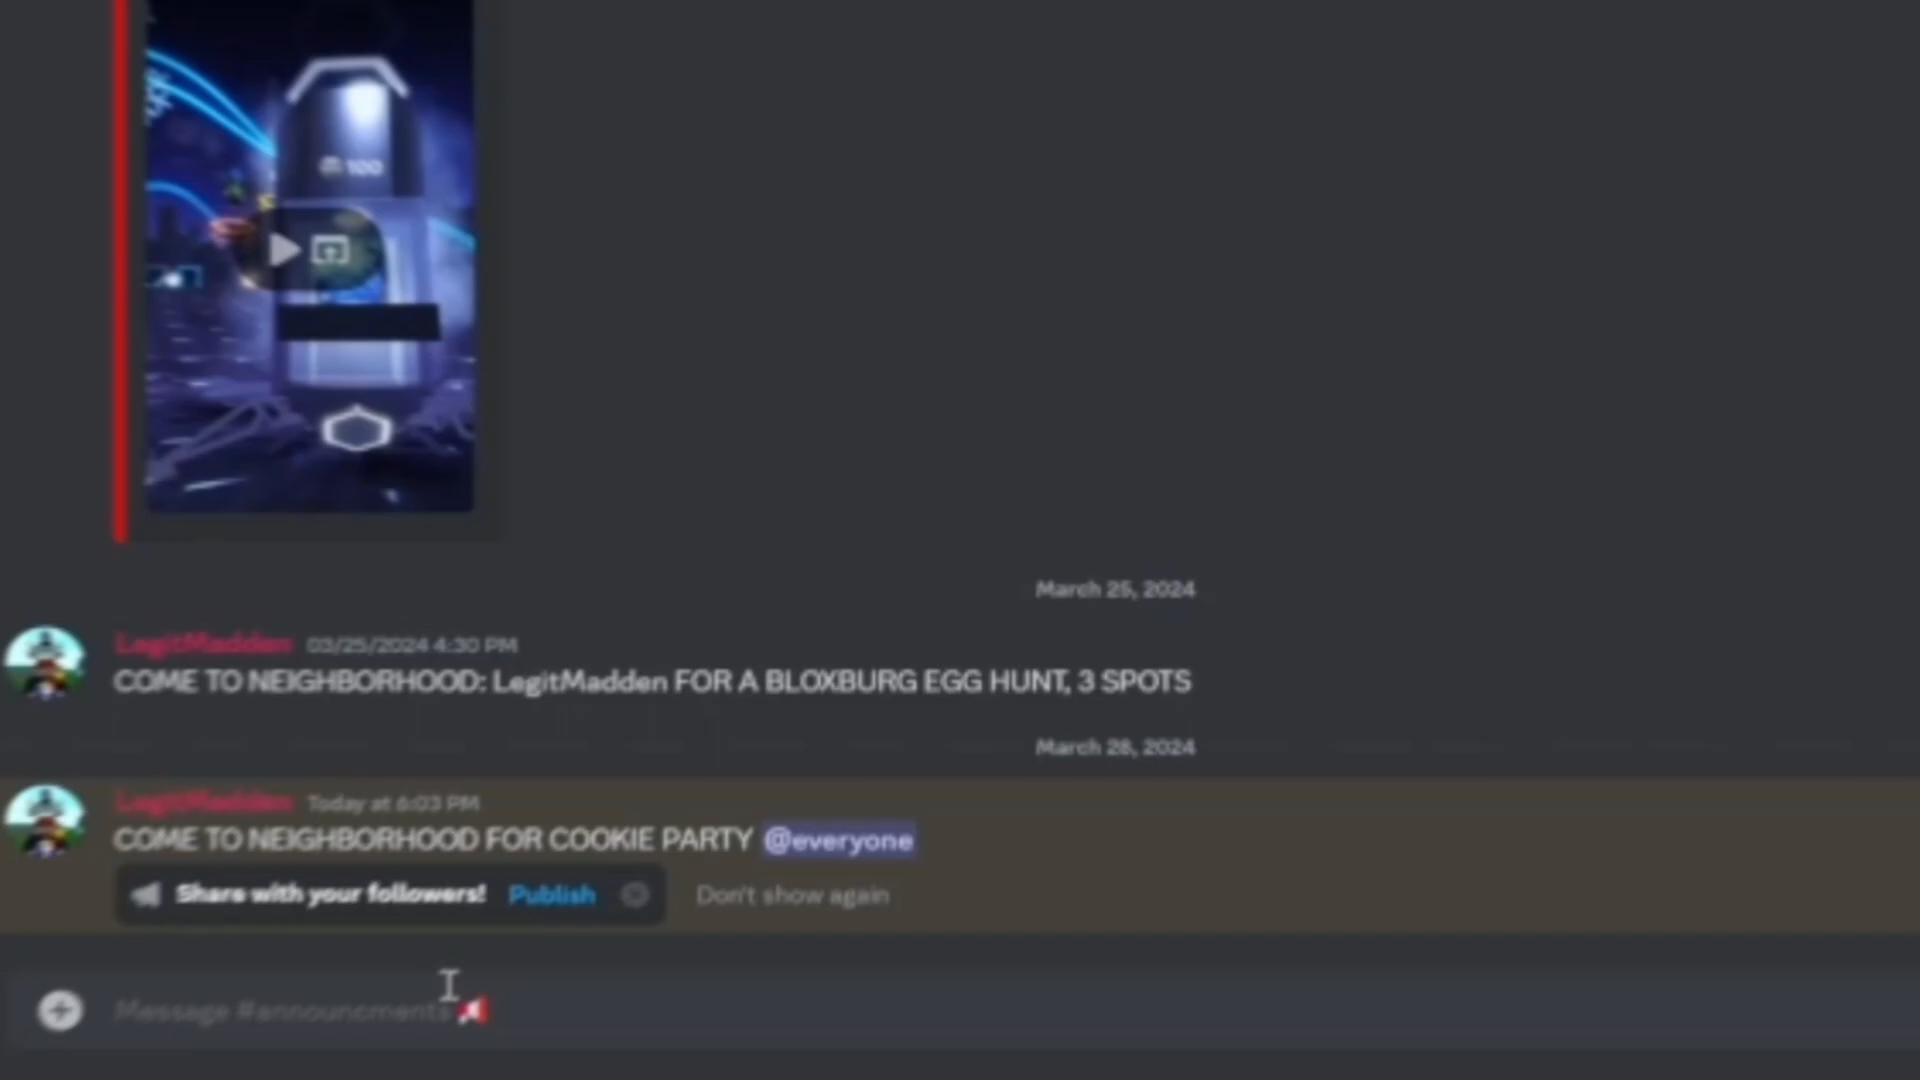 100
March 25, 2024
LegitMadden 03/25/2024 4:30 PM
COME TO NEIGHBORHOOD: LegitMadden FOR A BLOXBURG EGG HUNT, 3 SPOTS
March 28, 2024
LegitMadden Today at 6:03 PM
COME TO NEIGHBORHOOD FOR COOKIE PARTY @everyone
Share with your followers! Publish Don't show again
Message #announcments